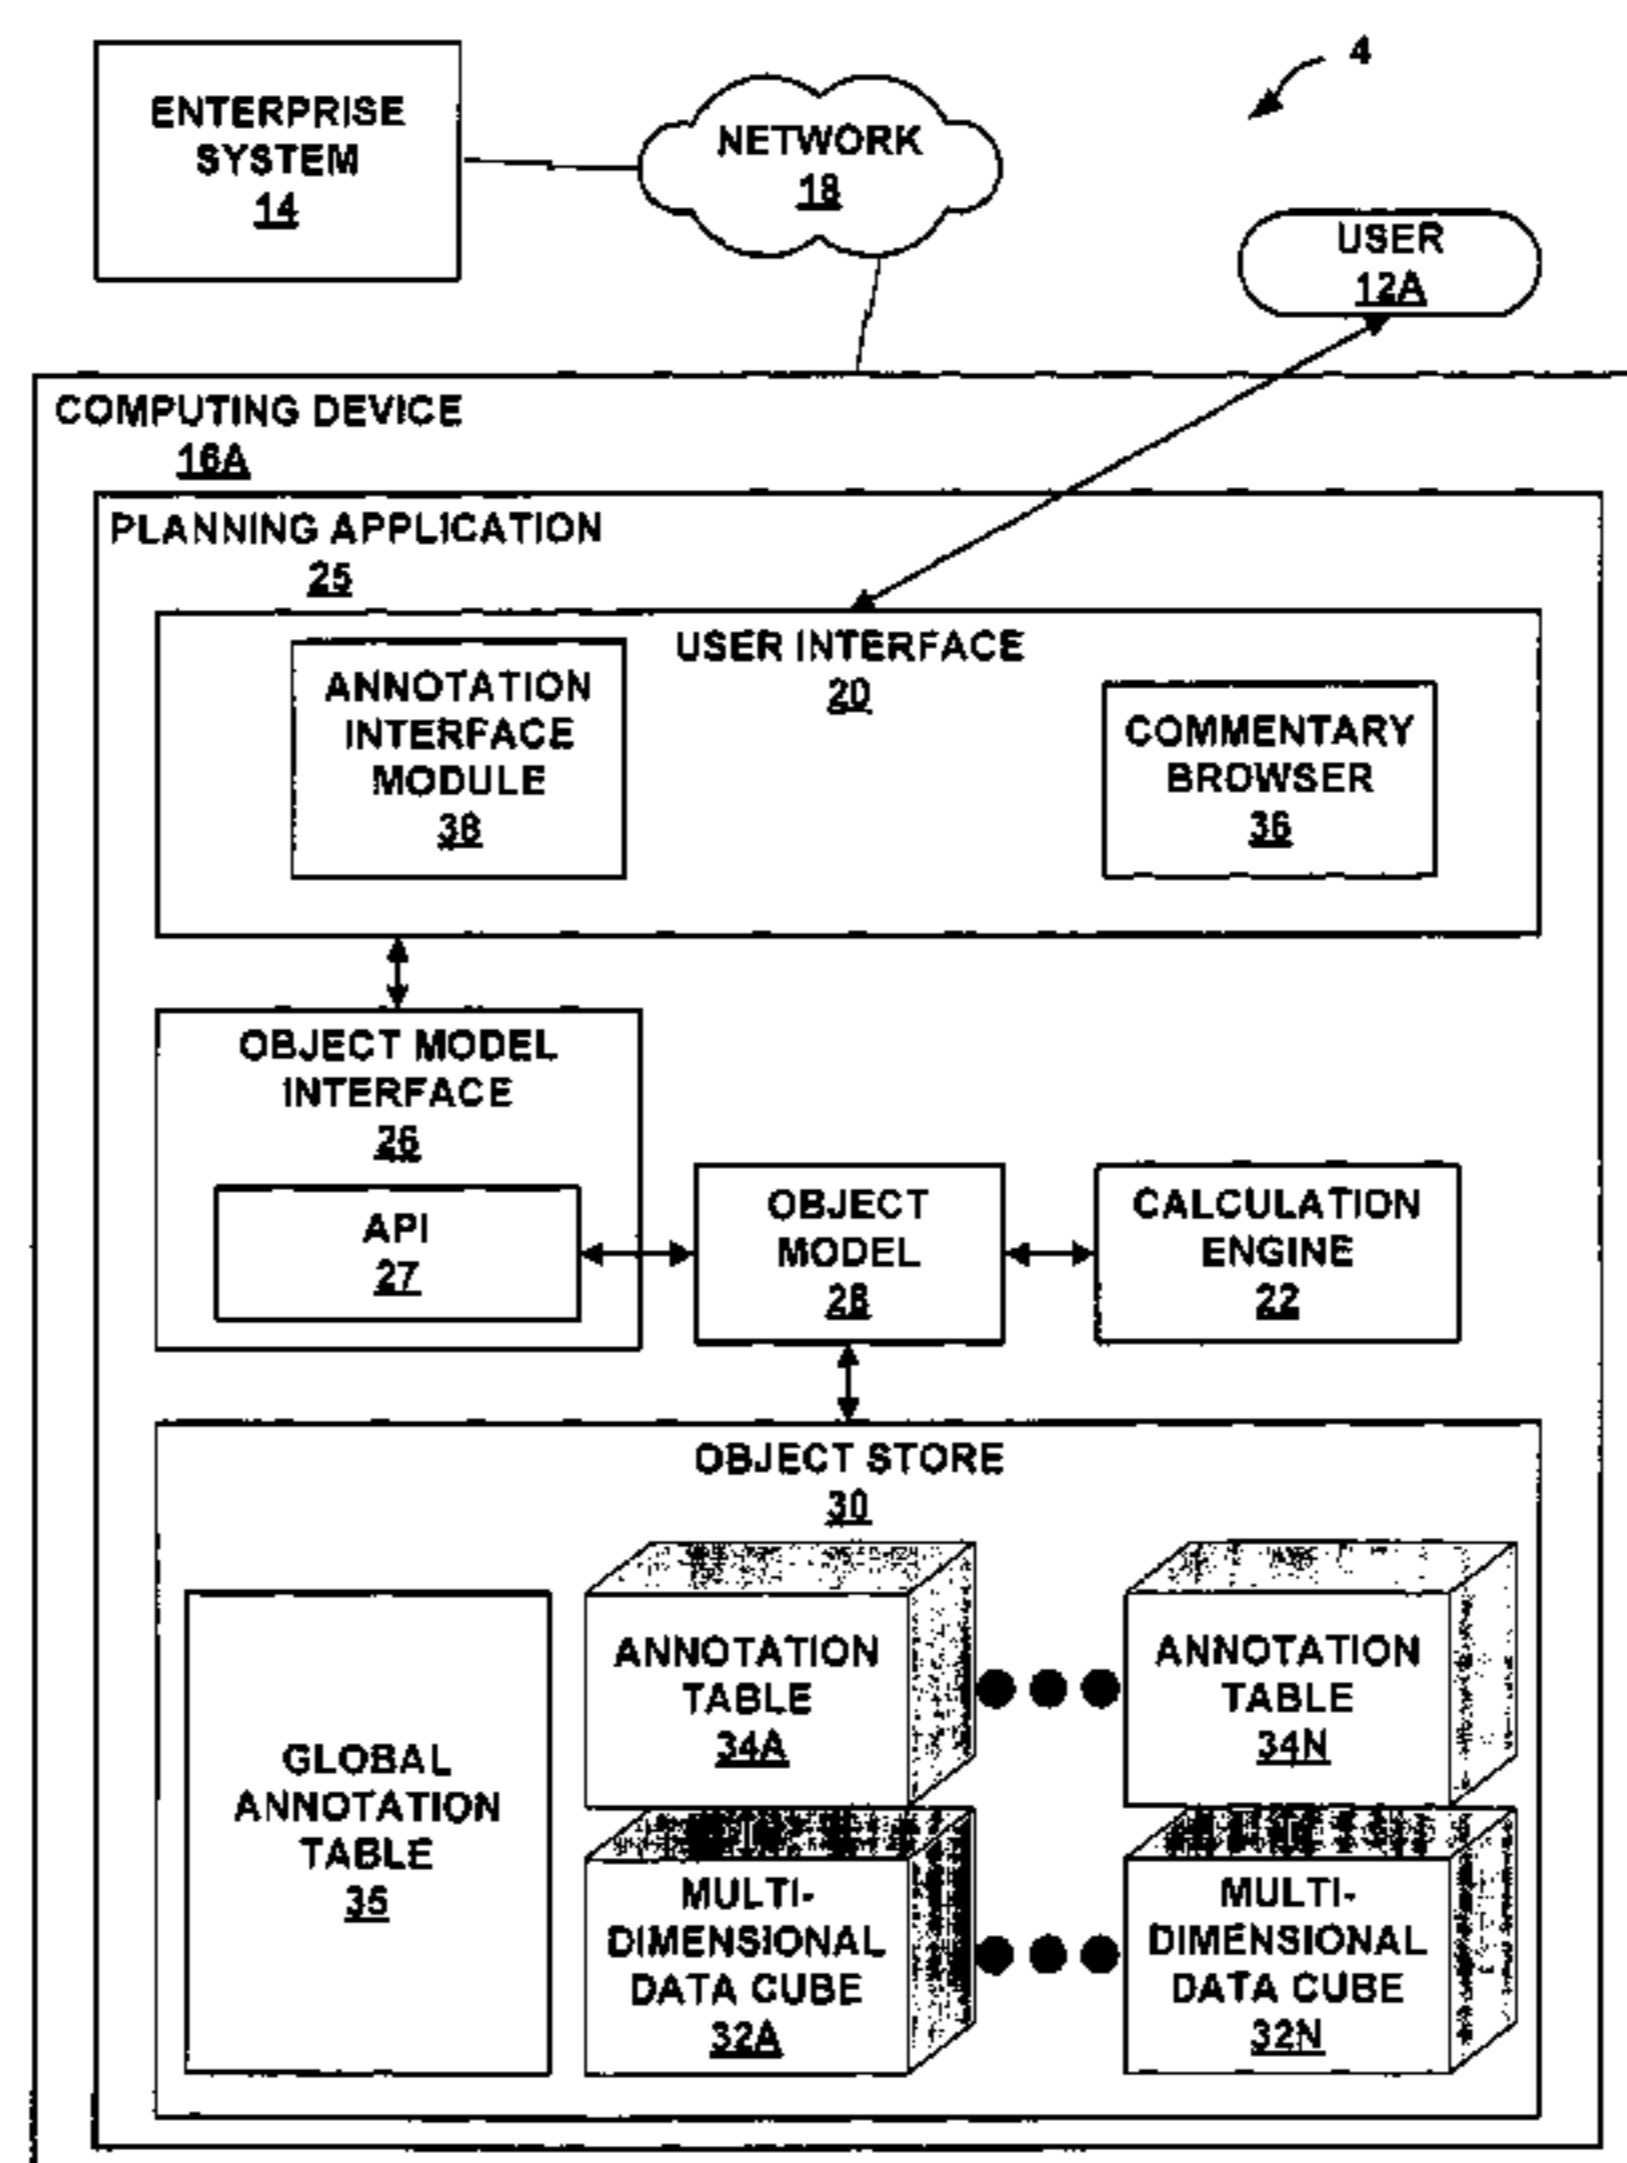 4
ENTERPRISE
SYSTEM
14
NETWORK
18
USER
12A
COMPUTING DEVICE
16A
PLANNING APPLICATION
25
USER INTERFACE
20
ANNOTATION
INTERFACE
MODULE
38
COMMENTARY
BROWSER
36
OBJECT MODEL
INTERFACE
26
API
27
OBJECT
MODEL
28
CALCULATION
ENGINE
22
OBJECT STORE
30
GLOBAL
ANNOTATION
TABLE
35
ANNOTATION
TABLE
34A
ANNOTATION
TABLE
34N
MULTI-
DIMENSIONAL
DATA CUBE
32A
MULTI-
DIMENSIONAL
DATA CUBE
32N